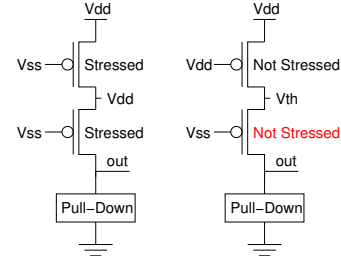 Vdd Vdd
Vss Stressed Vdd Not Stressed
Vdd Vth
Vss Stressed Vss Not Stressed
out out
Pull–Down Pull–Down